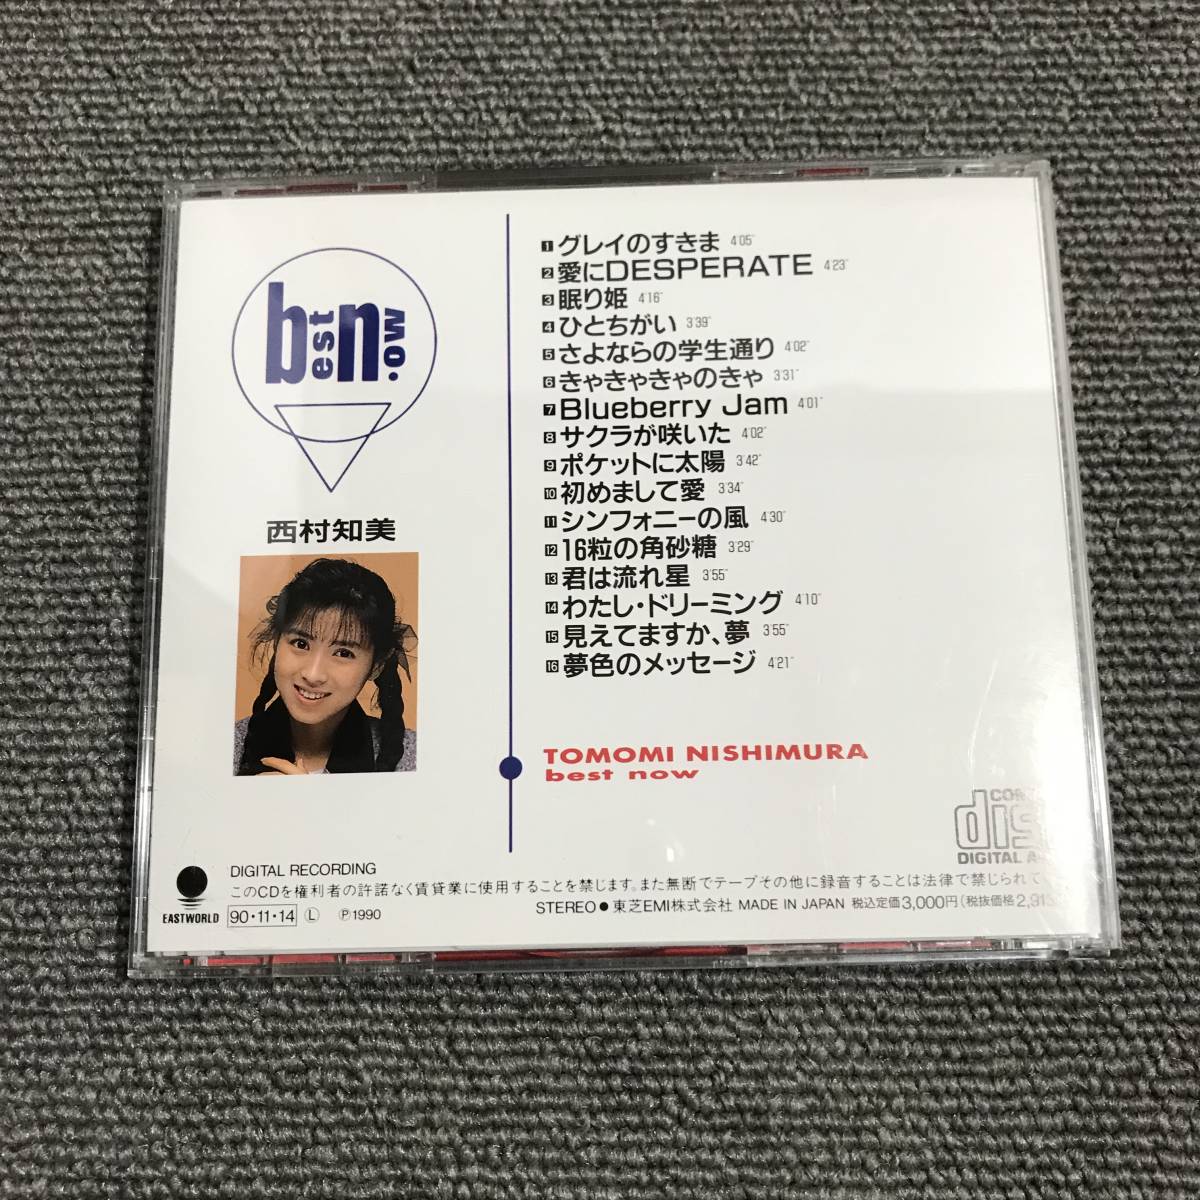 best now.
西村知美
1 グレイのすきま 4'05"
2 愛にDESPERATE 4'23"
3 眠り姫 4'16"
4 ひとちがい 3'39"
5 さよならの学生通り 4'02"
6 きゃきゃきゃのきゃ 3'31"
7 Blueberry Jam 4'01"
8 サクラが咲いた 4'02"
9 ポケットに太陽 3'42"
10 初めまして愛 3'34"
11 シンフォニーの風 4'30"
12 16粒の角砂糖 3'29"
13 君は流れ星 3'55"
14 わたし・ドリーミング 4'10"
15 見えてますか、夢 3'55"
16 夢色のメッセージ 4'21"
TOMOMI NISHIMURA
best now
DIGITAL RECORDING
このCDを権利者の許諾なく賃貸業に使用することを禁じます。また無断でテープその他に録音することは法律で禁じられて
EASTWORLD 90・11・14 Ⓛ ℗1990
STEREO●東芝EMI株式会社 MADE IN JAPAN 税込定価3,000円(税抜価格2,913
DIGITAL